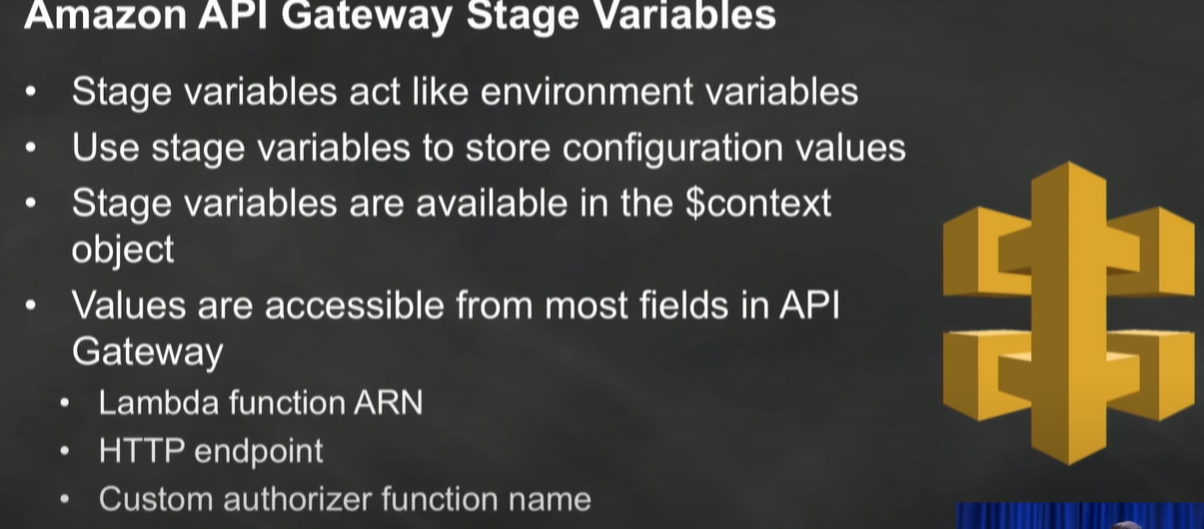 Amazon API Gateway Stage Variables
• Stage variables act like environment variables
• Use stage variables to store configuration values
• Stage variables are available in the $context
object
• Values are accessible from most fields in API
Gateway
• Lambda function ARN
• HTTP endpoint
• Custom authorizer function name